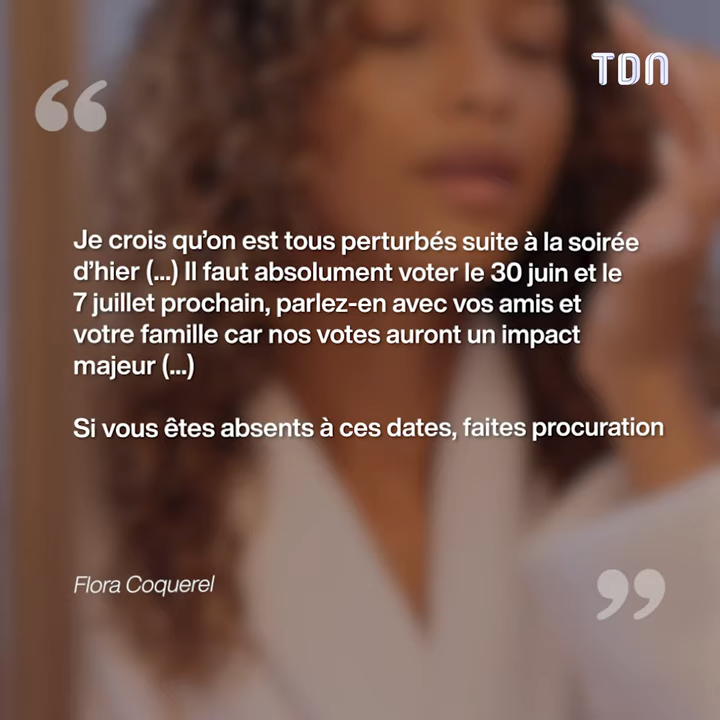 TDN
“
Je crois qu’on est tous perturbés suite à la soirée
d’hier (...) Il faut absolument voter le 30 juin et le
7 juillet prochain, parlez-en avec vos amis et
votre famille car nos votes auront un impact
majeur (...)
Si vous êtes absents à ces dates, faites procuration
Flora Coquerel
”